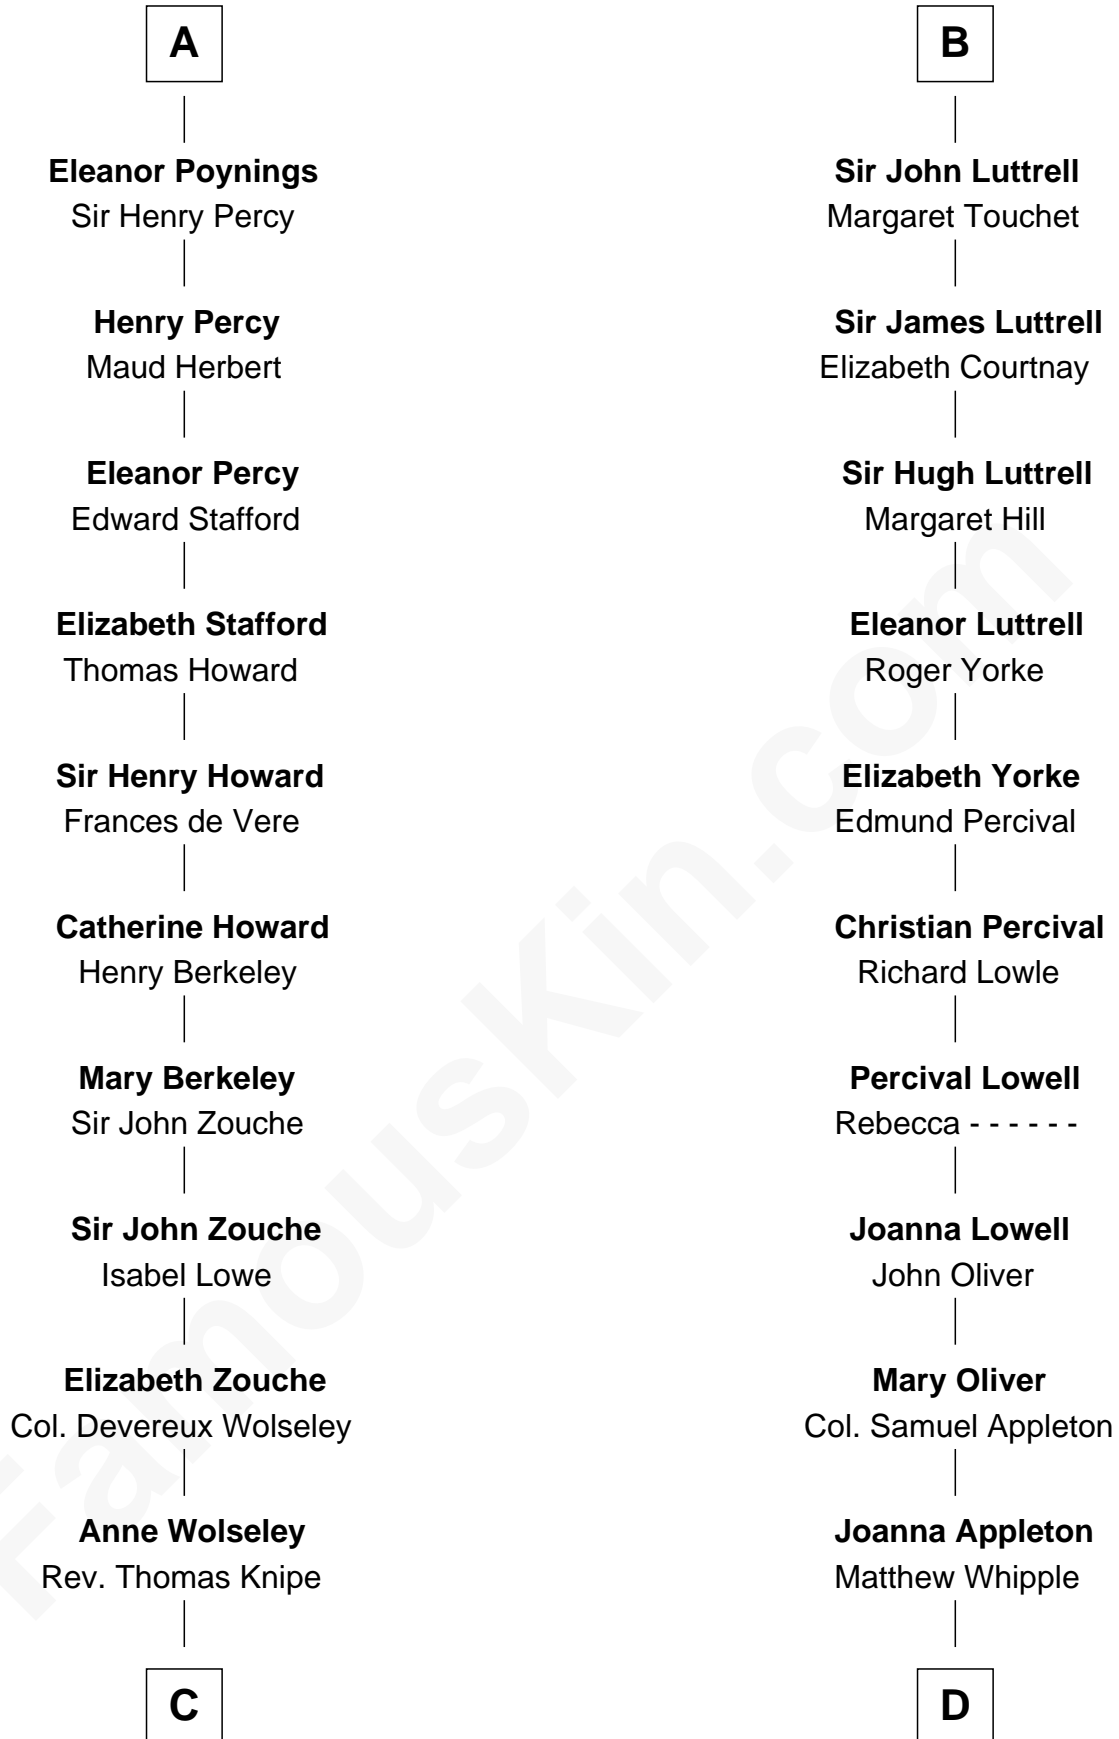 A
Eleanor Poynings
Sir Henry Percy
Henry Percy
Maud Herbert
Eleanor Percy
Edward Stafford
Elizabeth Stafford
Thomas Howard
Sir Henry Howard
Frances de Vere
Catherine Howard
Henry Berkeley
Mary Berkeley
Sir John Zouche
Sir John Zouche
Isabel Lowe
Elizabeth Zouche
Col. Devereux Wolseley
Anne Wolseley
Rev. Thomas Knipe
C
B
Sir John Luttrell
Margaret Touchet
Sir James Luttrell
Elizabeth Courtnay
Sir Hugh Luttrell
Margaret Hill
Eleanor Luttrell
Roger Yorke
Elizabeth Yorke
Edmund Percival
Christian Percival
Richard Lowle
Percival Lowell
Rebecca - - - - - -
Joanna Lowell
John Oliver
Mary Oliver
Col. Samuel Appleton
Joanna Appleton
Matthew Whipple
D
FamousKin.com